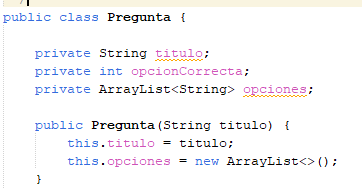 public class Pregunta {
private String titulo;
private int opcionCorrecta;
private ArrayList<String> opciones;
public Pregunta(String titulo) {
this.titulo = titulo;
this.opciones = new ArrayList<>();
}